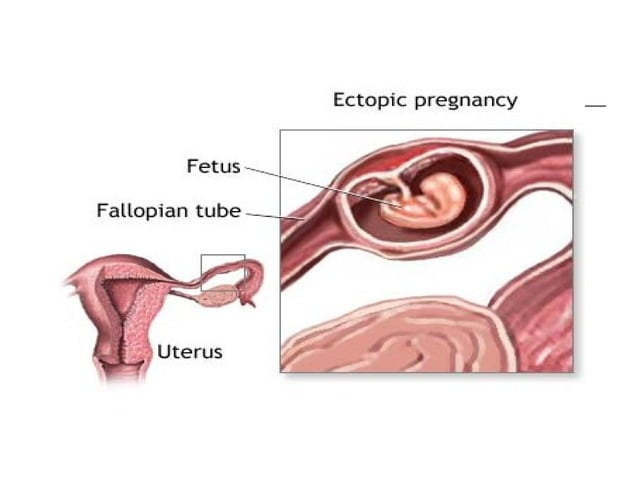 Ectopic pregnancy
Fetus
Fallopian tube
Uterus